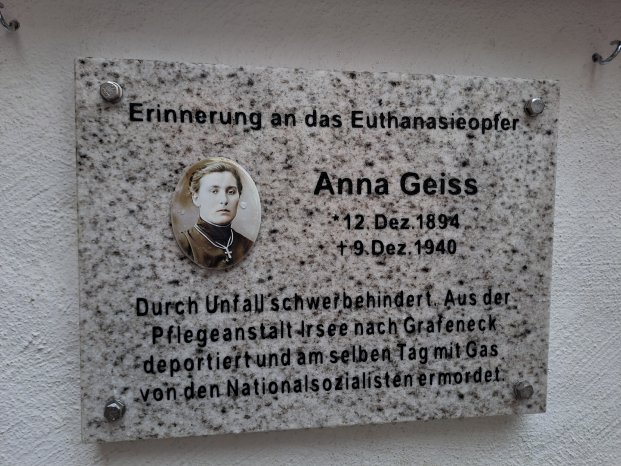 Erinnerung an das Euthanasieopfer
Anna Geiss
* 12. Dez. 1894
† 9. Dez. 1940
Durch Unfall schwerbehindert. Aus der
Pflegeanstalt Irsee nach Grafeneck
deportiert und am selben Tag mit Gas
von den Nationalsozialisten ermordet.